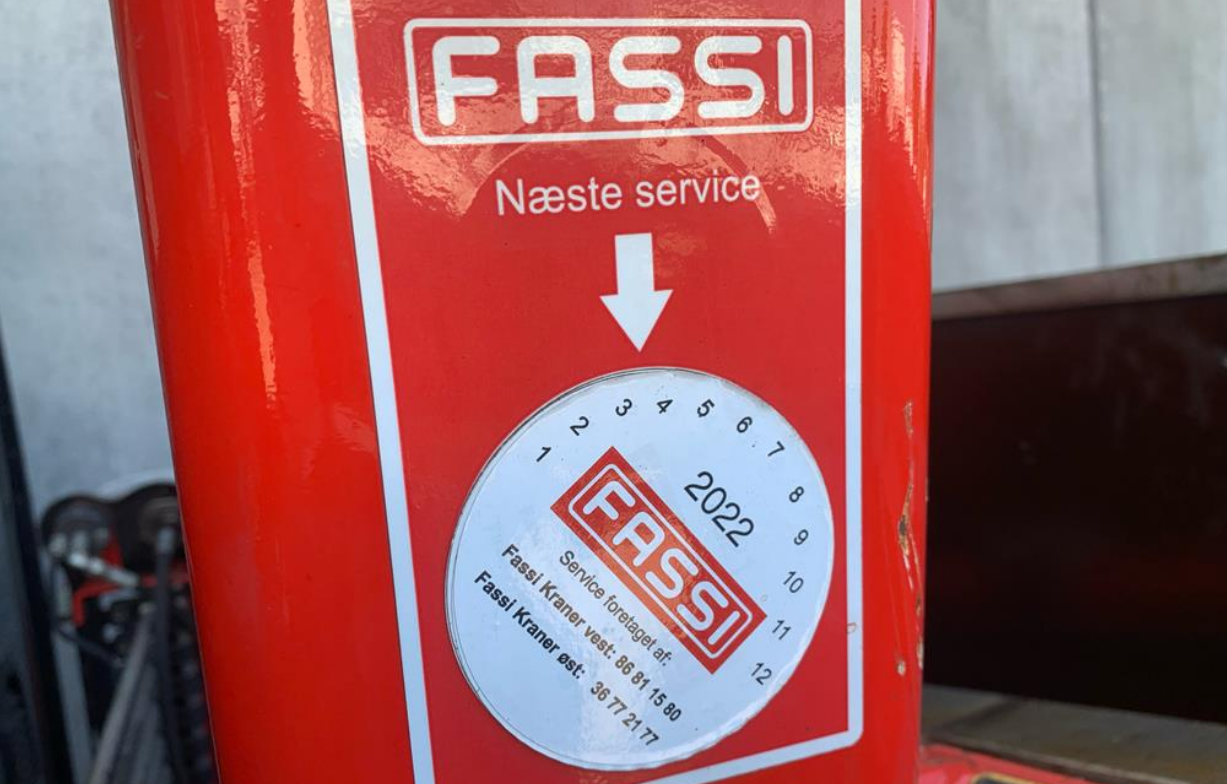 FASSI
Næste service
1 2 3 4 5 6 7 8 9 10 11 12
2022
FASSI
Service foretaget af:
Fassi Kraner vest: 86 81 15 80
Fassi Kraner øst: 36 77 21 77